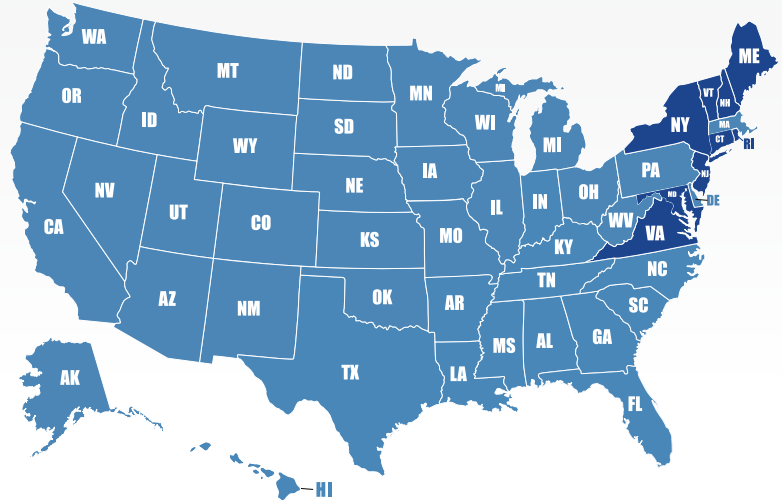 WA
MT
ND
MN
MI
ME
VT
NH
OR
ID
SD
WI
MI
NY
MA
CT
RI
WY
IA
PA
NJ
NE
OH
MD
DE
NV
UT
CO
IL
IN
WV
VA
CA
KS
MO
KY
NC
AZ
NM
OK
AR
TN
SC
MS
AL
GA
TX
LA
AK
FL
HI